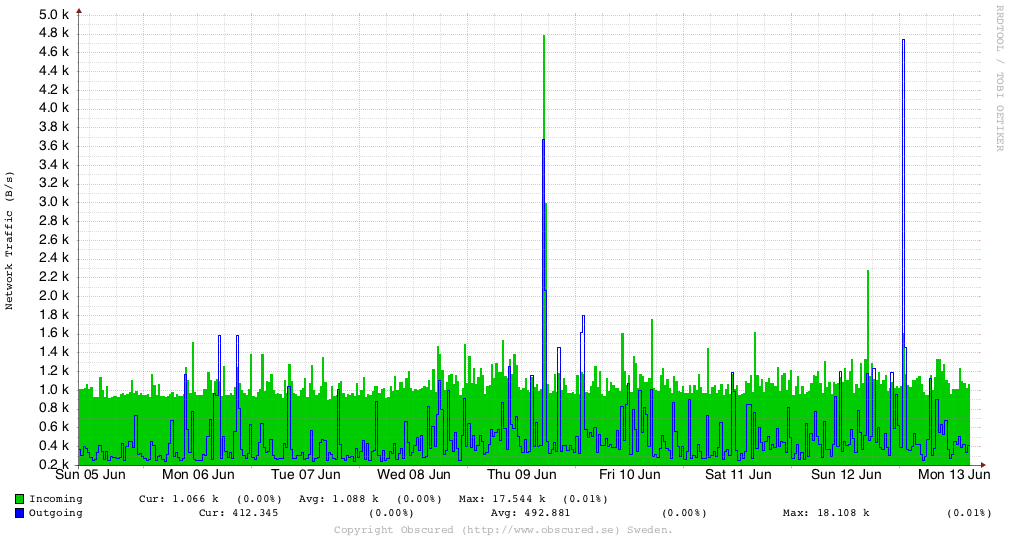 5.0 k
4.8 k
4.6 k
4.4 k
4.2 k
4.0 k
3.8 k
3.6 k
3.4 k
3.2 k
3.0 k
2.8 k
2.6 k
2.4 k
2.2 k
2.0 k
1.8 k
1.6 k
1.4 k
1.2 k
1.0 k
0.8 k
0.6 k
0.4 k
0.2 k
Network Traffic (B/s)
RRDTOOL / TOBI OETIKER
Sun 05 Jun Mon 06 Jun Tue 07 Jun Wed 08 Jun Thu 09 Jun Fri 10 Jun Sat 11 Jun Sun 12 Jun Mon 13 Jun
Incoming Cur: 1.066 k (0.00%) Avg: 1.088 k (0.00%) Max: 17.544 k (0.01%)
Outgoing Cur: 412.345 (0.00%) Avg: 492.881 (0.00%) Max: 18.108 k (0.01%)
Copyright Obscured (http://www.obscured.se) Sweden.